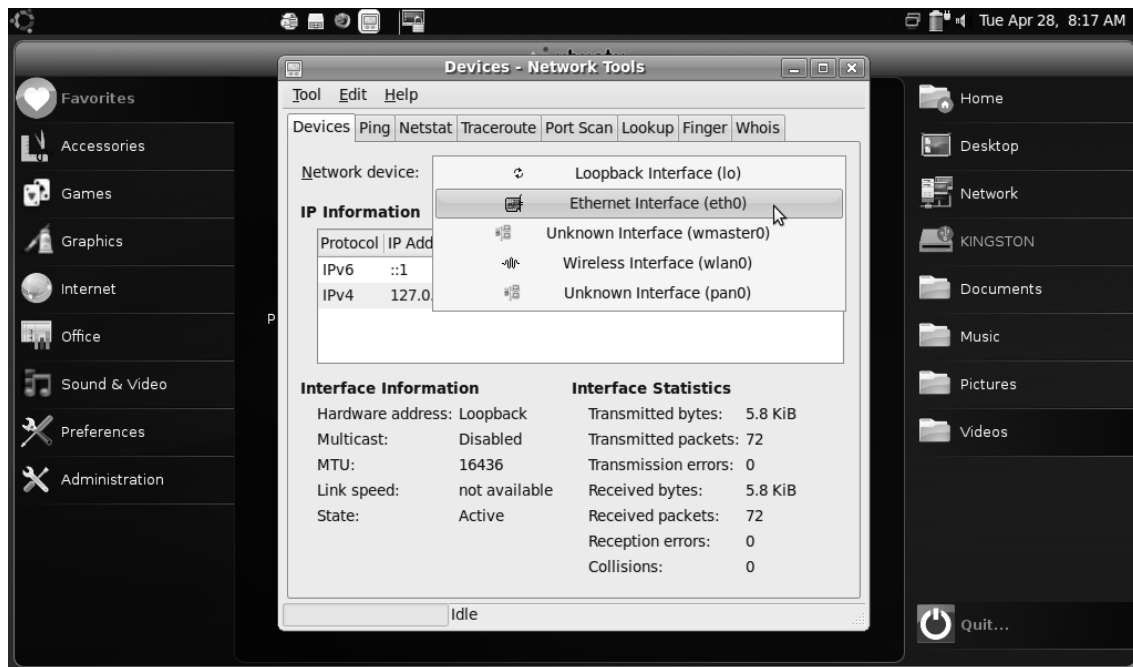 Tue Apr 28, 8:17 AM
Devices - Network Tools
Tool Edit Help
Devices Ping Netstat Traceroute Port Scan Lookup Finger Whois
Network device:
Loopback Interface (lo)
Ethernet Interface (eth0)
Unknown Interface (wmaster0)
Wireless Interface (wlan0)
Unknown Interface (pan0)
IP Information
Protocol IP Add
IPv6 ::1
IPv4 127.0.
Interface Information
Hardware address: Loopback
Multicast: Disabled
MTU: 16436
Link speed: not available
State: Active
Interface Statistics
Transmitted bytes: 5.8 KiB
Transmitted packets: 72
Transmission errors: 0
Received bytes: 5.8 KiB
Received packets: 72
Reception errors: 0
Collisions: 0
Idle
Favorites
Accessories
Games
Graphics
Internet
Office
P
Sound & Video
Preferences
Administration
Home
Desktop
Network
KINGSTON
Documents
Music
Pictures
Videos
Quit...